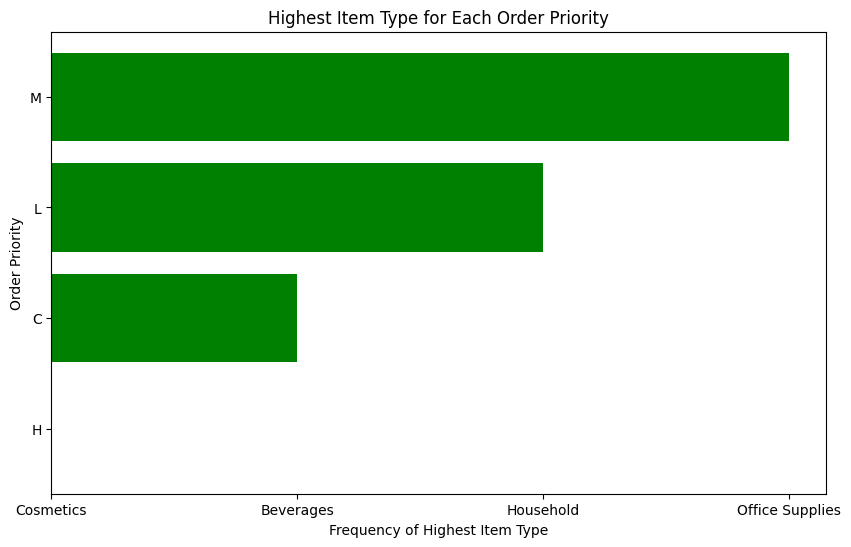 Highest Item Type for Each Order Priority
Order Priority
M
L
C
H
Cosmetics Beverages Household Office Supplies
Frequency of Highest Item Type